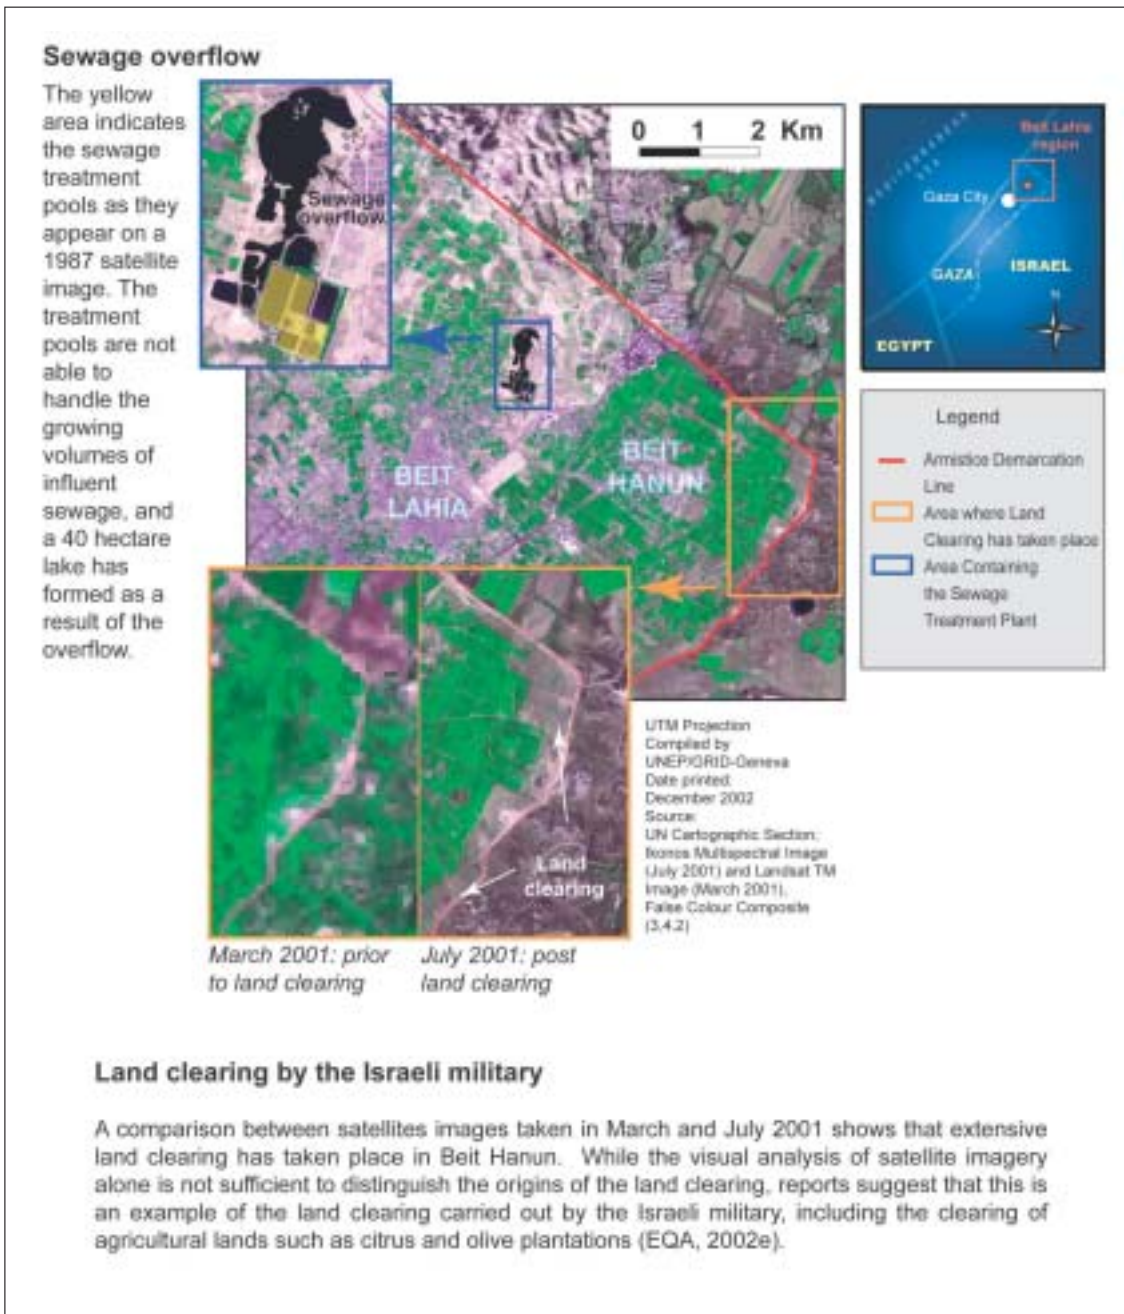 Sewage overflow
The yellow
area indicates
the sewage
treatment
pools as they
appear on a
1987 satellite
image. The
treatment
pools are not
able to
handle the
growing
volumes of
influent
sewage, and
a 40 hectare
lake has
formed as a
result of the
overflow.
Sewage
overflow
0 1 2 Km
BEIT
LAHIA
BEIT
HANUN
Land
clearing
March 2001: prior
to land clearing
July 2001: post
land clearing
Beit Lahia
region
Gaza City
GAZA
ISRAEL
N
EGYPT
Legend
Armistice Demarcation
Line
Area where Land
Clearing has taken place
Area Containing
the Sewage
Treatment Plant
UTM Projection
Compiled by
UNEP/GRID-Geneva
Date printed:
December 2002
Source:
UN Cartographic Section,
Ikonos Multispectral Image
(July 2001) and Landsat TM
Image (March 2001),
False Colour Composite
(3,4,2)
Land clearing by the Israeli military
A comparison between satellites images taken in March and July 2001 shows that extensive
land clearing has taken place in Beit Hanun. While the visual analysis of satellite imagery
alone is not sufficient to distinguish the origins of the land clearing, reports suggest that this is
an example of the land clearing carried out by the Israeli military, including the clearing of
agricultural lands such as citrus and olive plantations (EQA, 2002e).